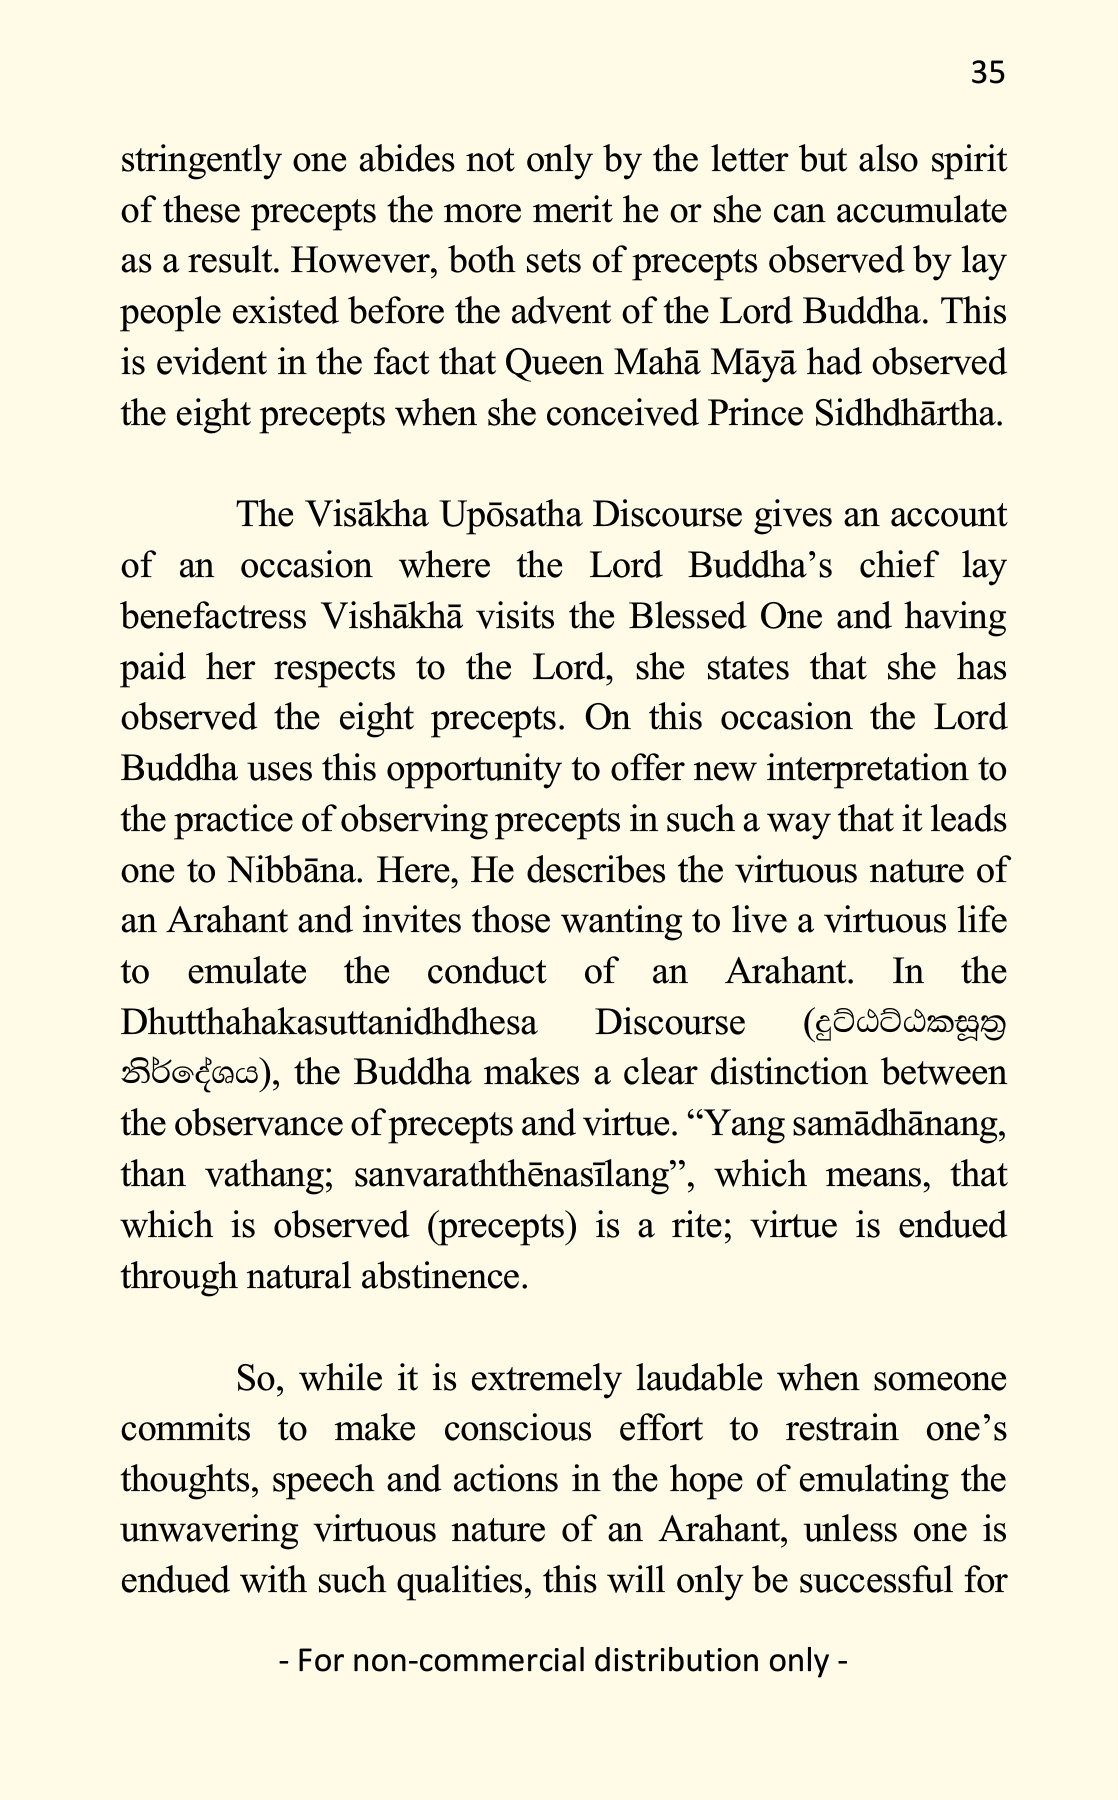 35
stringently one abides not only by the letter but also spirit
of these precepts the more merit he or she can accumulate
as a result. However, both sets of precepts observed by lay
people existed before the advent of the Lord Buddha. This
is evident in the fact that Queen Mahā Māyā had observed
the eight precepts when she conceived Prince Sidhdhārtha.
The Visākha Upōsatha Discourse gives an account
of an occasion where the Lord Buddha’s chief lay
benefactress Vishākhā visits the Blessed One and having
paid her respects to the Lord, she states that she has
observed the eight precepts. On this occasion the Lord
Buddha uses this opportunity to offer new interpretation to
the practice of observing precepts in such a way that it leads
one to Nibbāna. Here, He describes the virtuous nature of
an Arahant and invites those wanting to live a virtuous life
to emulate the conduct of an Arahant. In the
Dhutthahakasuttanidhdhesa Discourse (දුට්ඨට්ඨකසූත්‍ර
නිර්දේශය), the Buddha makes a clear distinction between
the observance of precepts and virtue. “Yang samādhānang,
than vathang; sanvaraththēnasīlang”, which means, that
which is observed (precepts) is a rite; virtue is endued
through natural abstinence.
So, while it is extremely laudable when someone
commits to make conscious effort to restrain one’s
thoughts, speech and actions in the hope of emulating the
unwavering virtuous nature of an Arahant, unless one is
endued with such qualities, this will only be successful for
- For non-commercial distribution only -